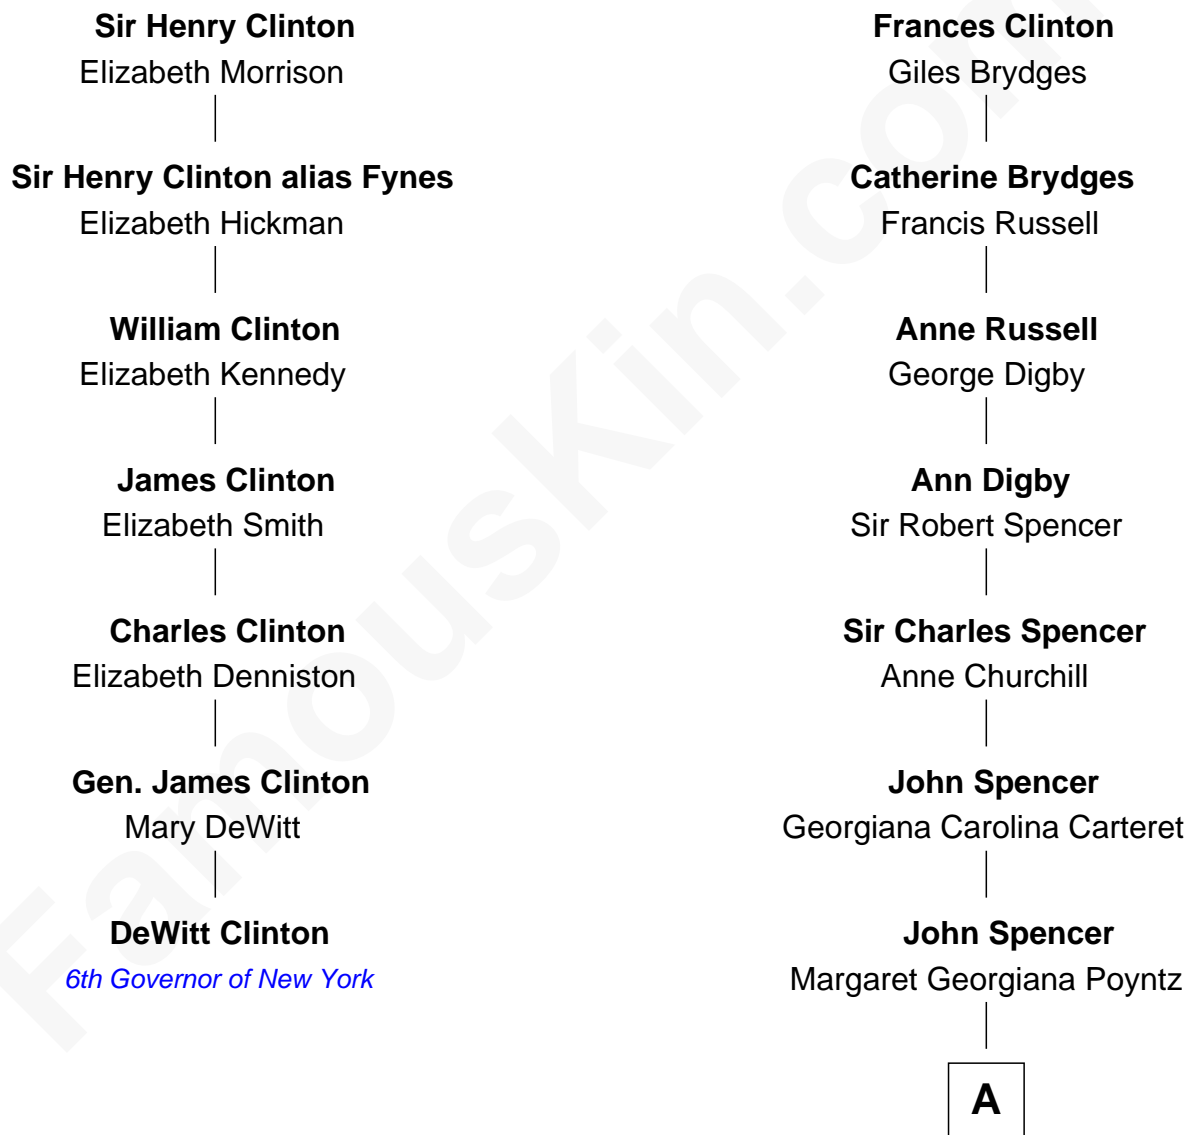 Sir Henry Clinton
Elizabeth Morrison
Sir Henry Clinton alias Fynes
Elizabeth Hickman
William Clinton
Elizabeth Kennedy
James Clinton
Elizabeth Smith
Charles Clinton
Elizabeth Denniston
Gen. James Clinton
Mary DeWitt
DeWitt Clinton
6th Governor of New York
Frances Clinton
Giles Brydges
Catherine Brydges
Francis Russell
Anne Russell
George Digby
Ann Digby
Sir Robert Spencer
Sir Charles Spencer
Anne Churchill
John Spencer
Georgiana Carolina Carteret
John Spencer
Margaret Georgiana Poyntz
A
FamousKin.com